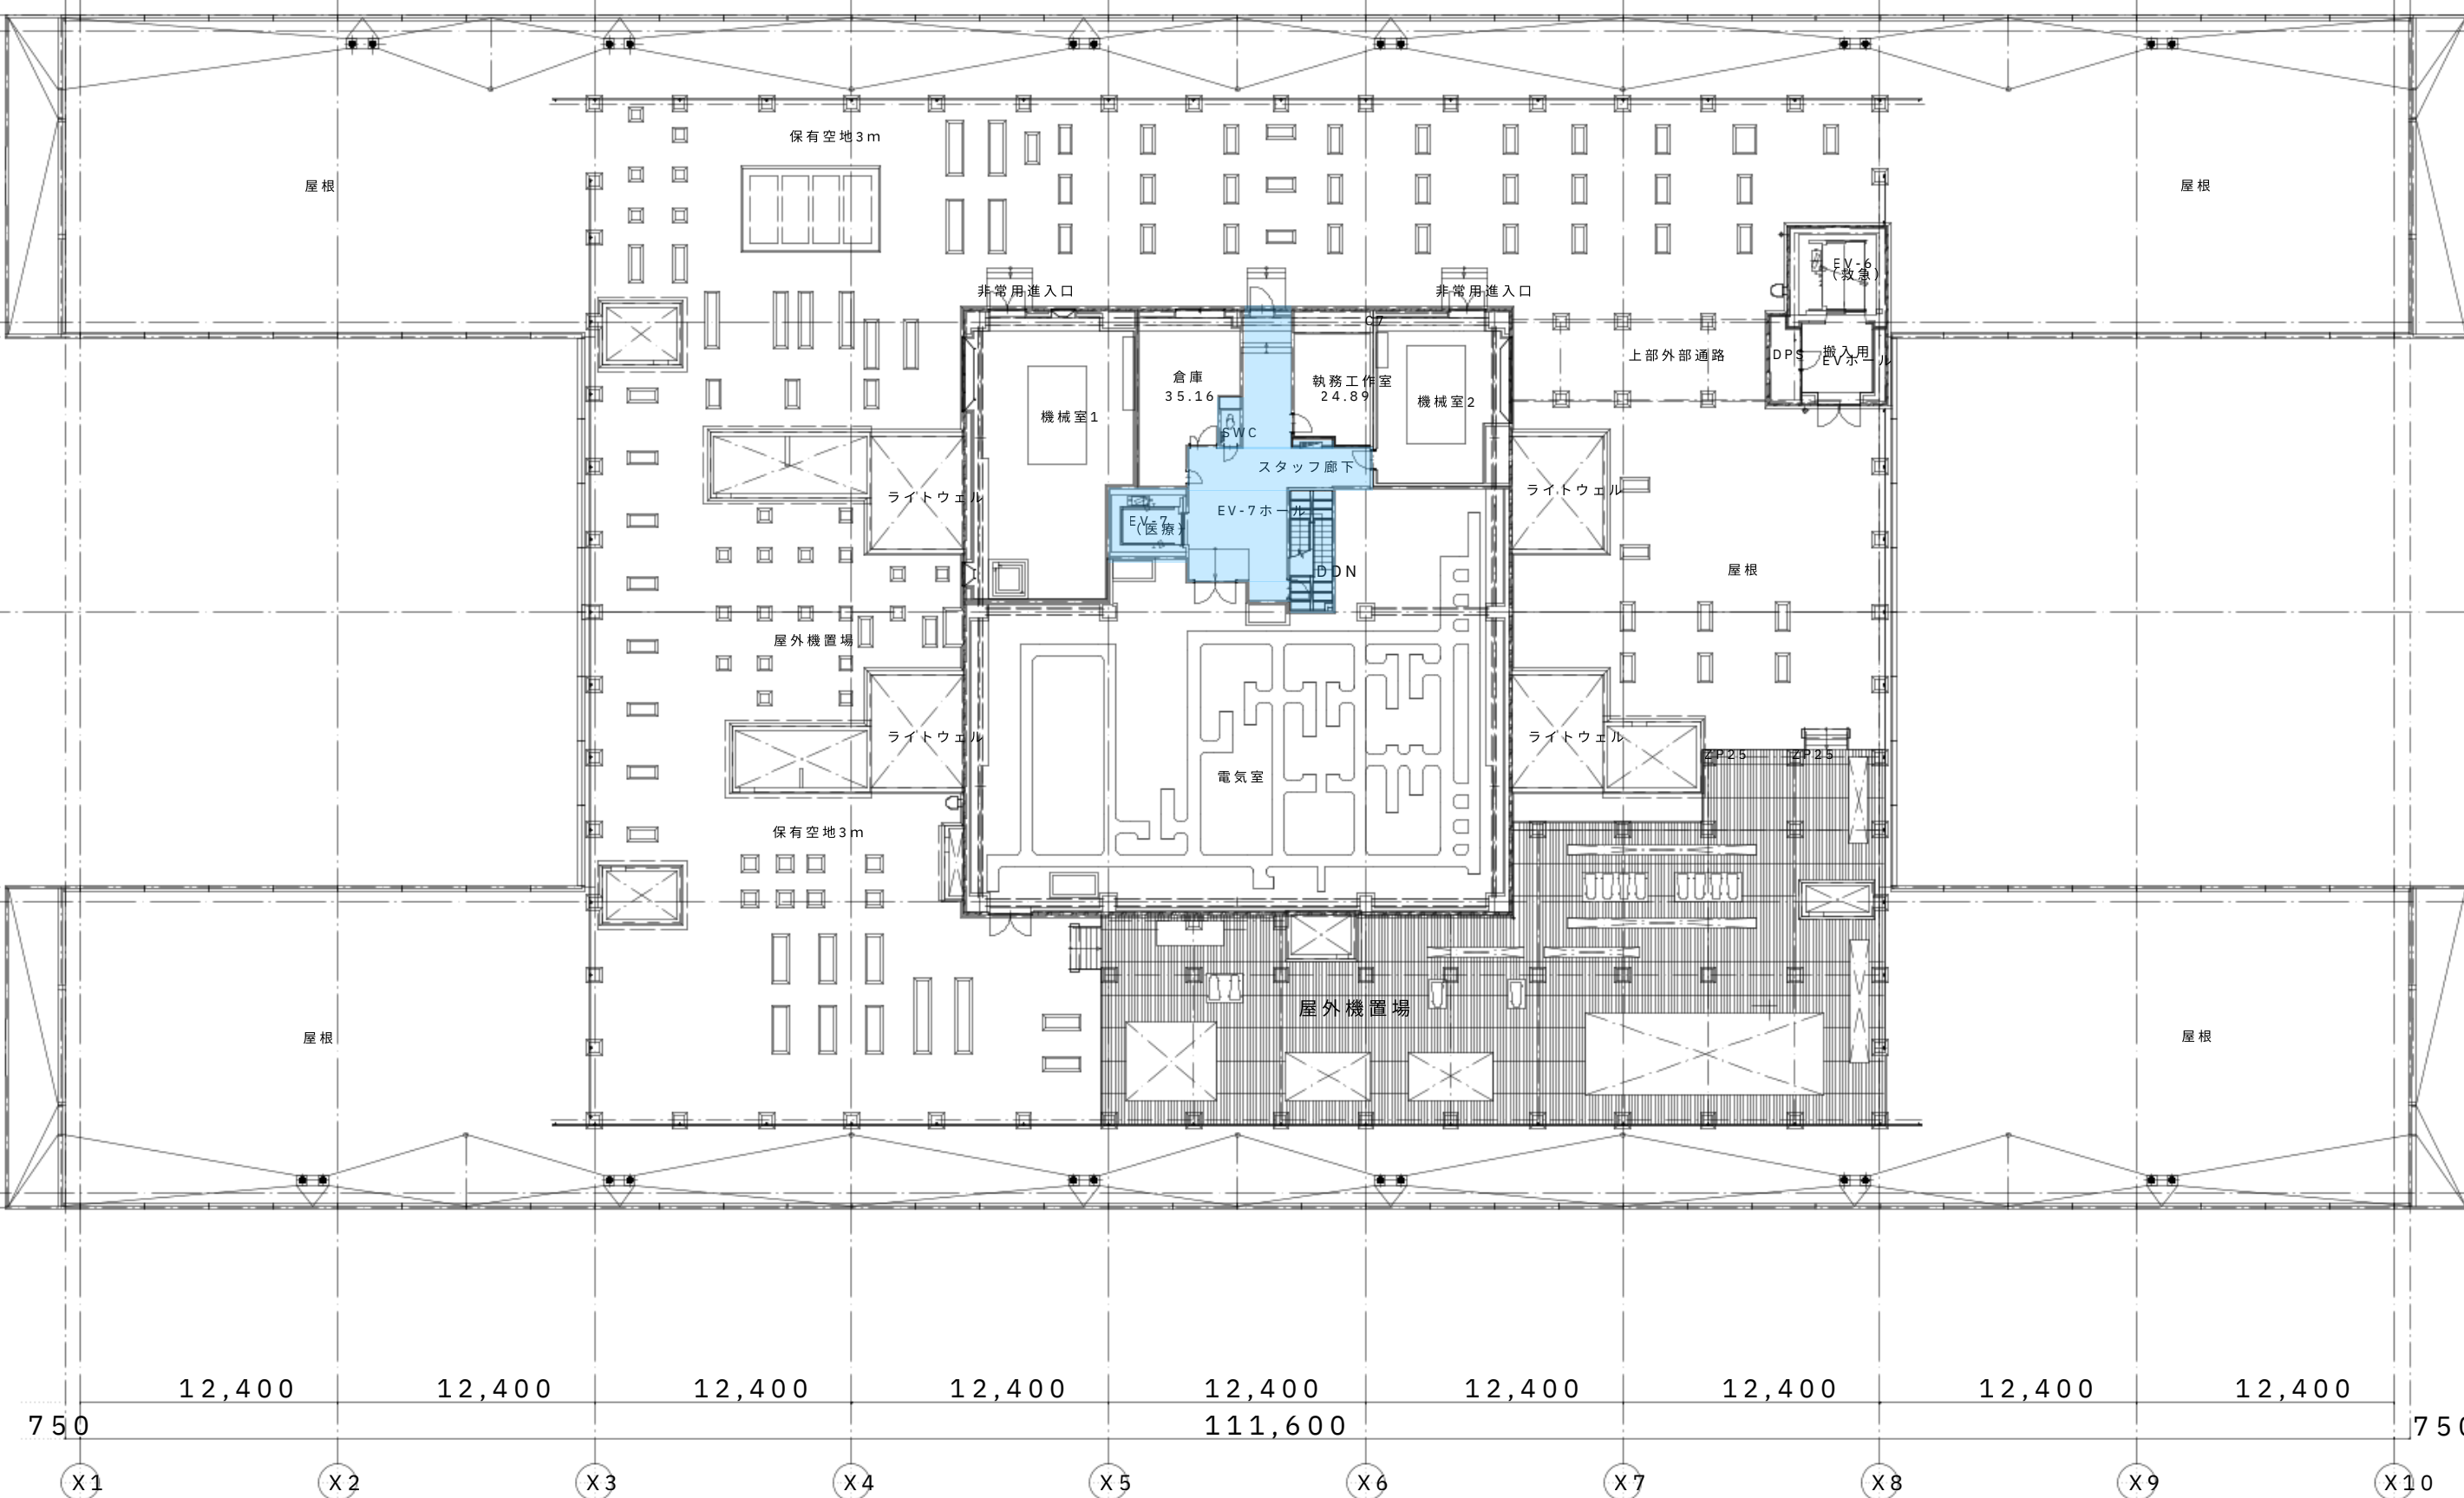 保有空地3m
屋根
屋根
EV-6
(救急)
非常用進入口
非常用進入口
C7
上部外部通路
DPS
搬入用
EVホール
倉庫
35.16
執務工作室
24.89
機械室1
機械室2
SWC
スタッフ廊下
ライトウェル
ライトウェル
EV-7
(医療)
EV-7ホール
DDN
屋根
屋外機置場
ライトウェル
ライトウェル
ZP25
ZP25
電気室
保有空地3m
屋外機置場
屋根
屋根
12,400
12,400
12,400
12,400
12,400
12,400
12,400
12,400
12,400
750
111,600
X1
X2
X3
X4
X5
X6
X7
X8
X9
X10